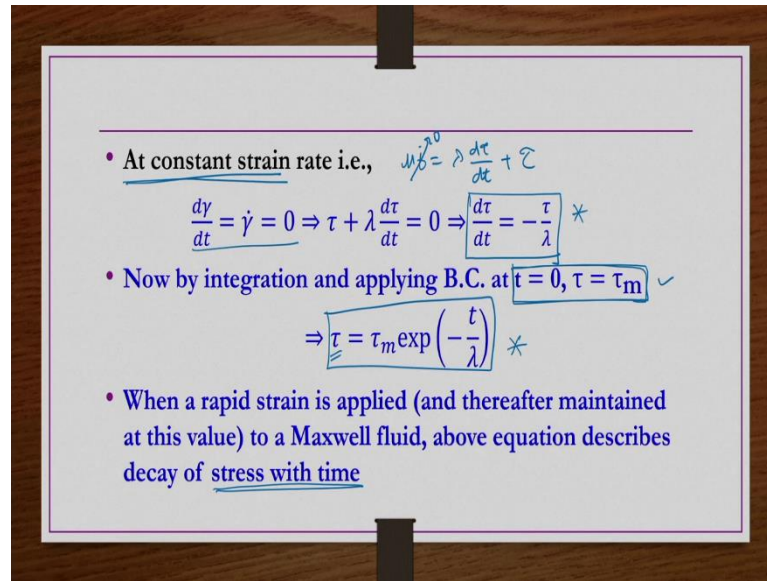 • At constant strain rate i.e., μγ̇ →0 = λ dτ/dt + τ
dγ/dt = γ̇ = 0 ⇒ τ + λ dτ/dt = 0 ⇒ dτ/dt = − τ/λ *
• Now by integration and applying B.C. at t = 0, τ = τₘ ✓
⇒ τ = τₘ exp(− t/λ) *
• When a rapid strain is applied (and thereafter maintained
at this value) to a Maxwell fluid, above equation describes
decay of stress with time